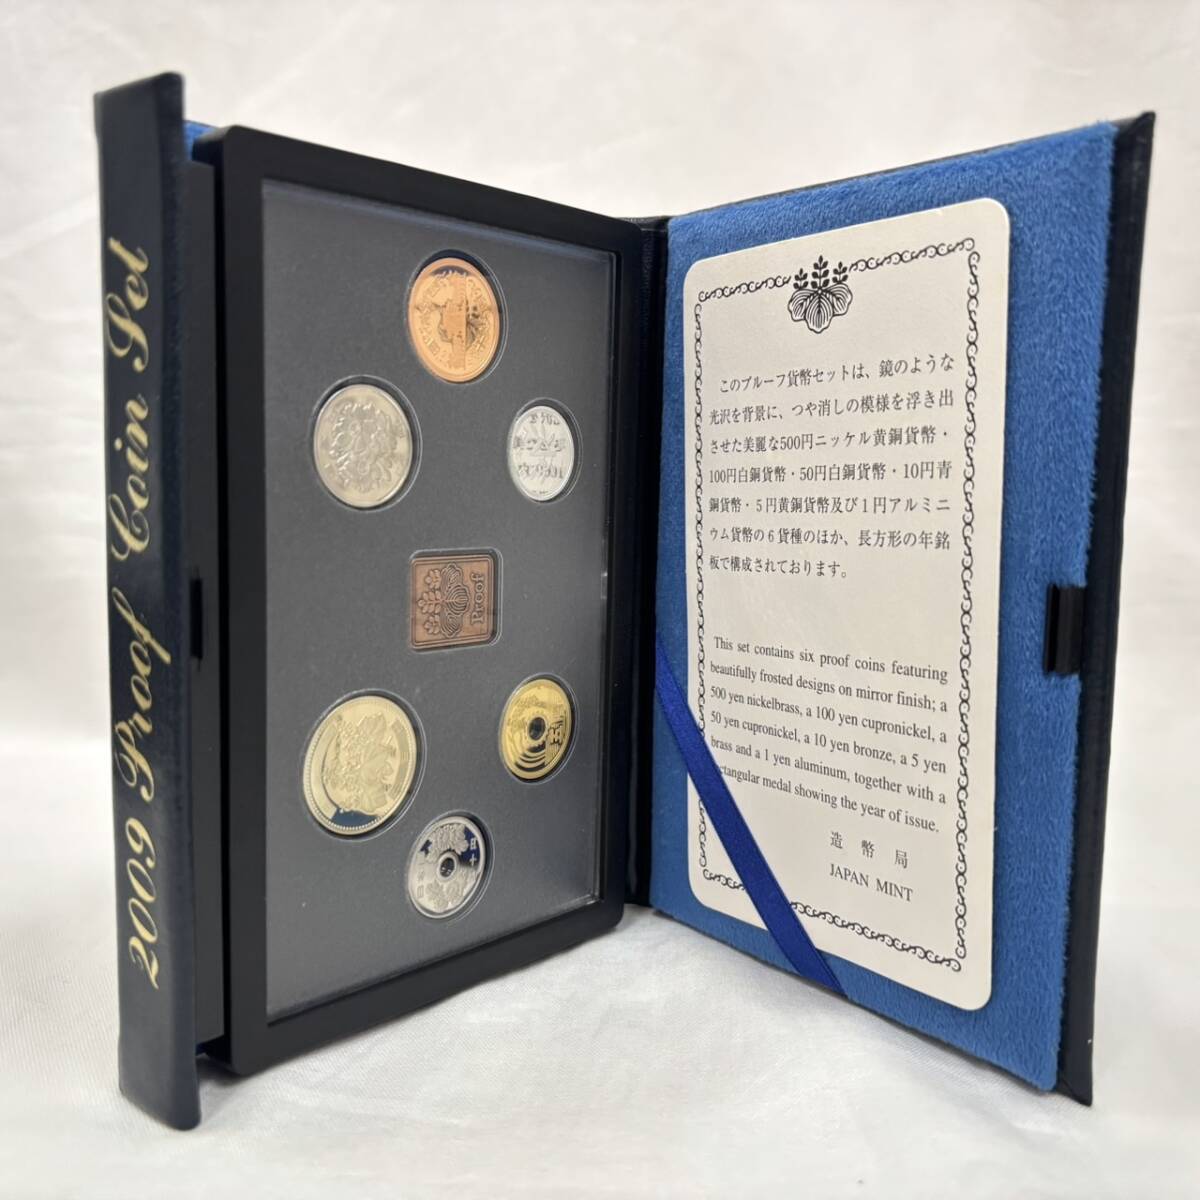 2009 Proof Coin Set
Proof
このプルーフ貨幣セットは、鏡のような
光沢を背景に、つや消しの模様を浮き出
させた美麗な500円ニッケル黄銅貨幣・
100円白銅貨幣・50円白銅貨幣・10円青
銅貨幣・5円黄銅貨幣及び1円アルミニ
ウム貨幣の6貨種のほか、長方形の年銘
板で構成されております。
This set contains six proof coins featuring
beautifully frosted designs on mirror finish; a
500 yen nickelbrass, a 100 yen cupronickel, a
50 yen cupronickel, a 10 yen bronze, a 5 yen
brass and a 1 yen aluminum, together with a
ctangular medal showing the year of issue.
造幣局
JAPAN MINT